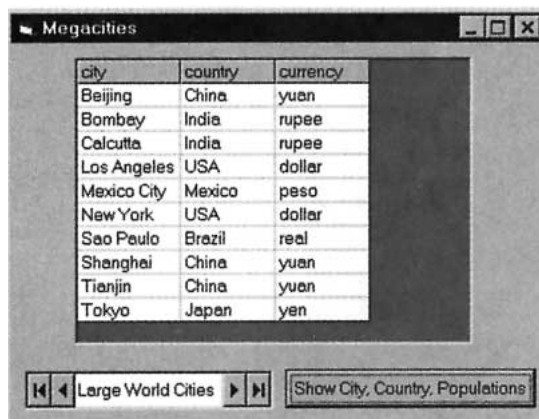 Megacities
city country currency
Beijing China yuan
Bombay India rupee
Calcutta India rupee
Los Angeles USA dollar
Mexico City Mexico peso
New York USA dollar
Sao Paulo Brazil real
Shanghai China yuan
Tianjin China yuan
Tokyo Japan yen
Large World Cities Show City, Country, Populations